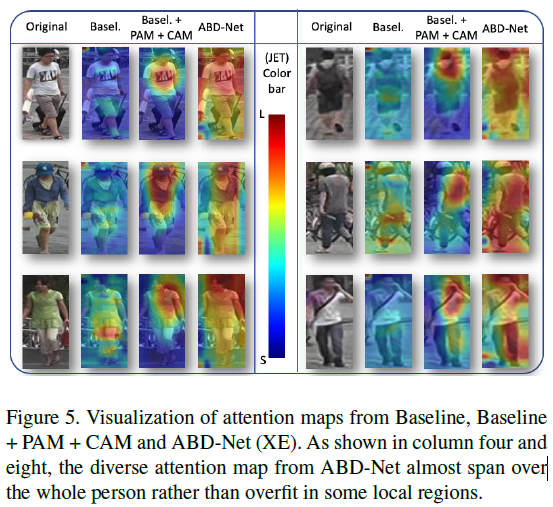 Original Basel. Basel. + PAM + CAM ABD-Net
(JET) Color bar
L
S
Original Basel. Basel. + PAM + CAM ABD-Net
Figure 5. Visualization of attention maps from Baseline, Baseline
+ PAM + CAM and ABD-Net (XE). As shown in column four and
eight, the diverse attention map from ABD-Net almost span over
the whole person rather than overfit in some local regions.